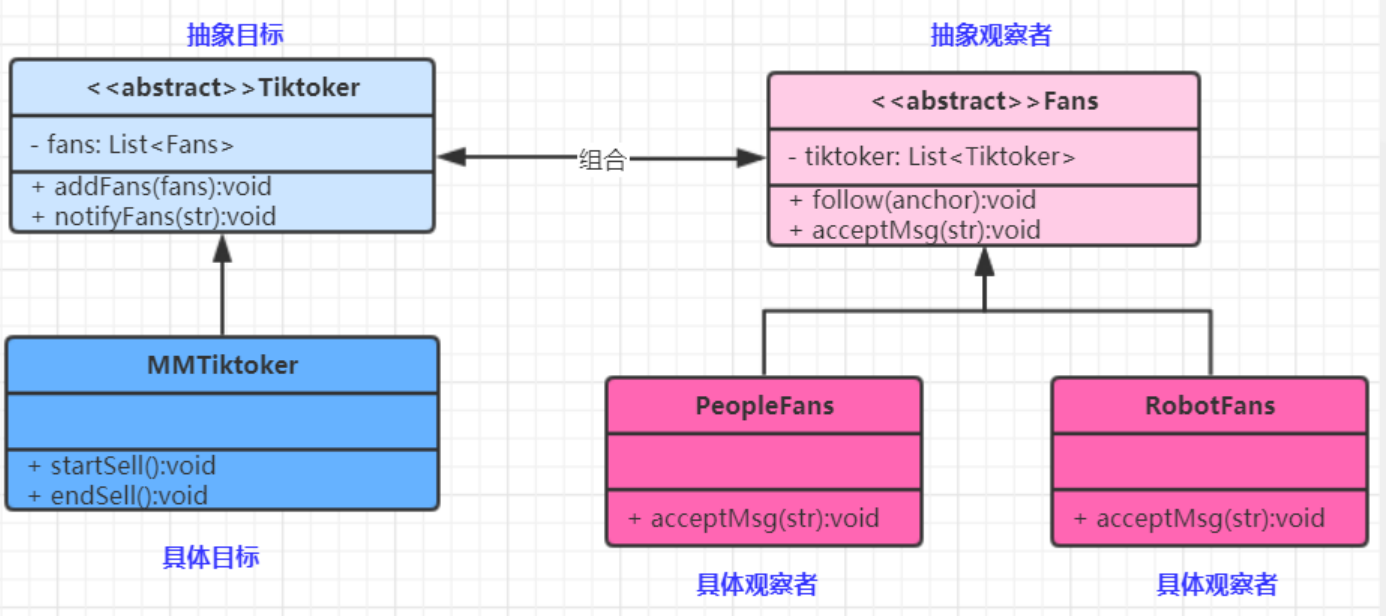 抽象目标
<<abstract>>Tiktoker
- fans: List<Fans>
+ addFans(fans):void
+ notifyFans(str):void
组合
抽象观察者
<<abstract>>Fans
- tiktoker: List<Tiktoker>
+ follow(anchor):void
+ acceptMsg(str):void
MMTiktoker
+ startSell():void
+ endSell():void
具体目标
PeopleFans
+ acceptMsg(str):void
具体观察者
RobotFans
+ acceptMsg(str):void
具体观察者